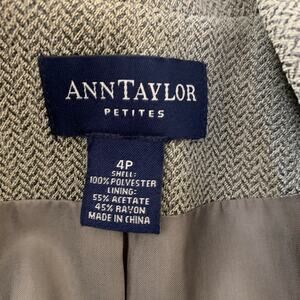 ANNTAYLOR
PETITES
4P
SHELL:
100% POLYESTER
LINING:
55% ACETATE
45% RAYON
MADE IN CHINA